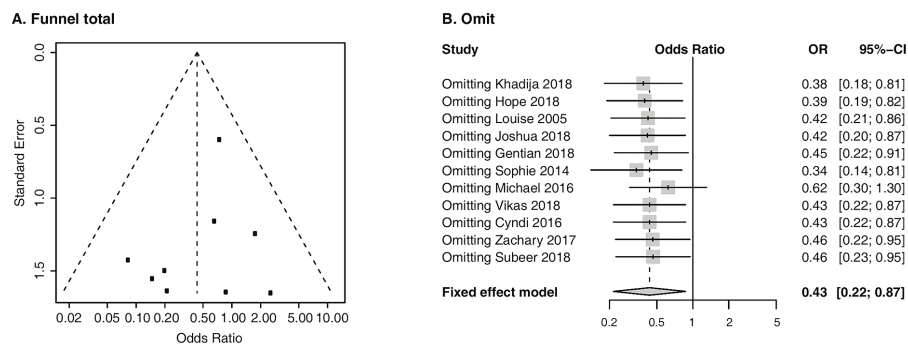 A. Funnel total
0.0
0.5
1.0
1.5
Standard Error
0.02 0.05 0.10 0.20 0.50 1.00 2.00 5.00 10.00
Odds Ratio
B. Omit
Study Odds Ratio OR 95%−CI
Omitting Khadija 2018 0.38 [0.18; 0.81]
Omitting Hope 2018 0.39 [0.19; 0.82]
Omitting Louise 2005 0.42 [0.21; 0.86]
Omitting Joshua 2018 0.42 [0.20; 0.87]
Omitting Gentian 2018 0.45 [0.22; 0.91]
Omitting Sophie 2014 0.34 [0.14; 0.81]
Omitting Michael 2016 0.62 [0.30; 1.30]
Omitting Vikas 2018 0.43 [0.22; 0.87]
Omitting Cyndi 2016 0.43 [0.22; 0.87]
Omitting Zachary 2017 0.46 [0.22; 0.95]
Omitting Subeer 2018 0.46 [0.23; 0.95]
Fixed effect model 0.43 [0.22; 0.87]
0.2 0.5 1 2 5